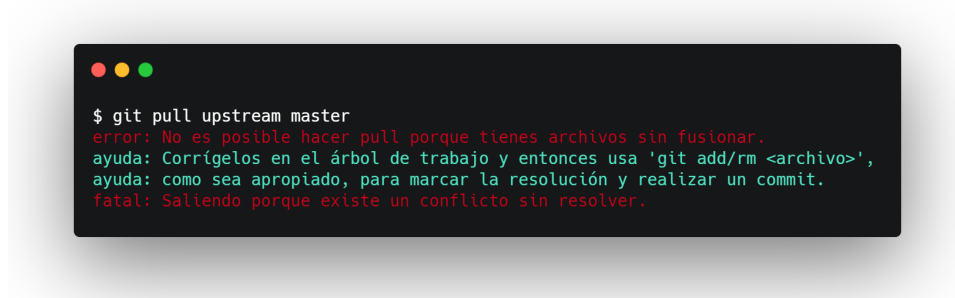 $ git pull upstream master
error: No es posible hacer pull porque tienes archivos sin fusionar.
ayuda: Corrígelos en el árbol de trabajo y entonces usa 'git add/rm <archivo>',
ayuda: como sea apropiado, para marcar la resolución y realizar un commit.
fatal: Saliendo porque existe un conflicto sin resolver.